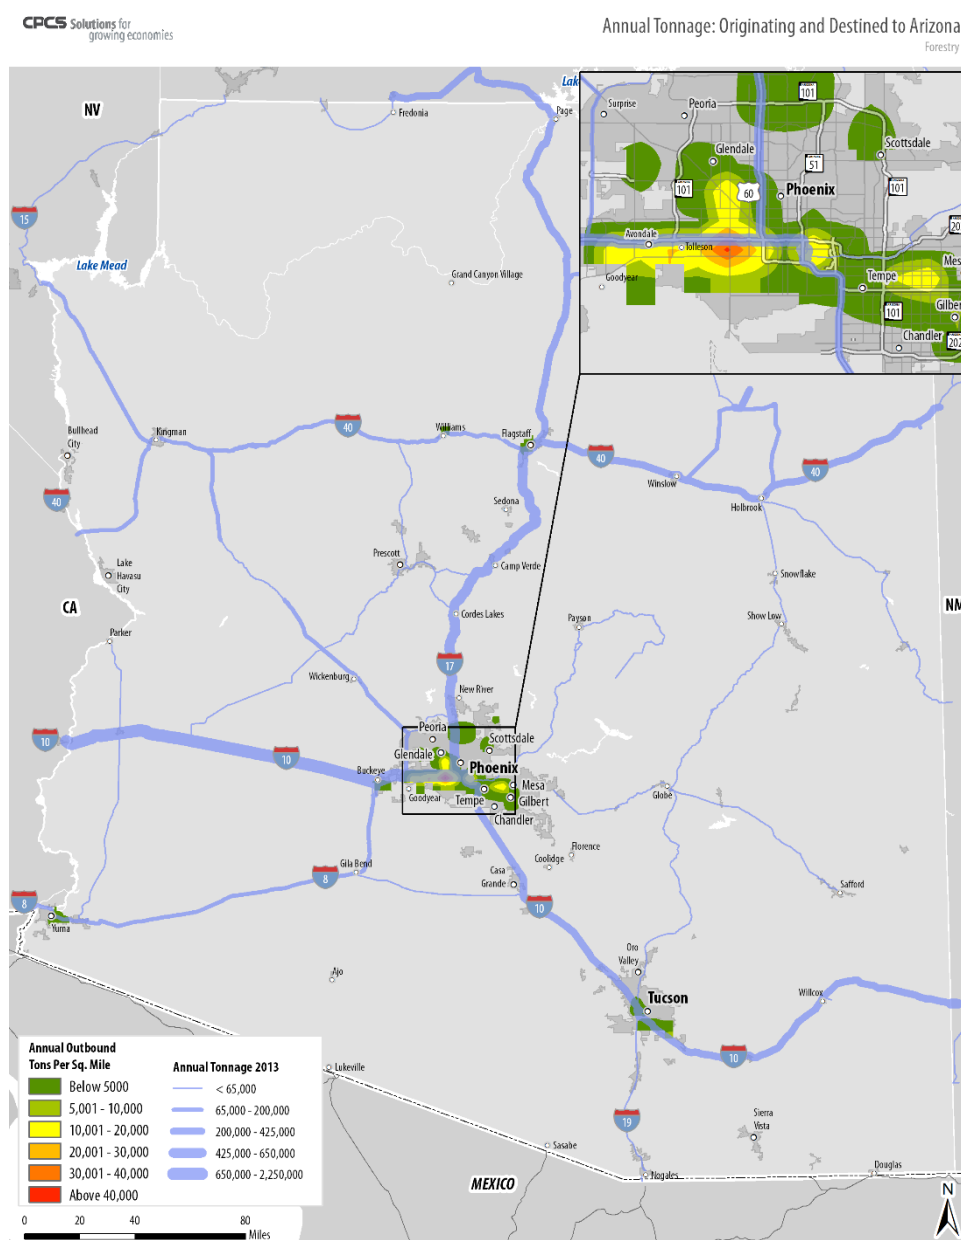 CPCS Solutions for
growing economies
Annual Tonnage: Originating and Destined to Arizona
Forestry
NV
Fredonia
Lak
Page
15
Lake Mead
Grand Canyon Village
Surprise
Peoria
101
Scottsdale
Glendale
51
101
60
Phoenix
101
Avondale
Tolleson
20
Mes
Goodyear
Tempe
101
Gilber
Chandler
202
Bullhead
City
Kingman
40
Williams
Flagstaff
40
40
40
Winslow
Holbrook
Sedona
Prescott
Camp Verde
Lake
Havasu
City
Snowflake
CA
NM
Cordes Lakes
Payson
Show Low
Parker
17
Wickenburg
New River
Peoria
Scottsdale
10
10
Glendale
Phoenix
Buckeye
Mesa
Goodyear
Tempe
Gilbert
Globe
Chandler
Florence
Coolidge
Gila Bend
8
Casa
Grande
Safford
8
10
Yuma
Oro
Valley
Ajo
Tucson
Willcox
10
Annual Outbound
Tons Per Sq. Mile
Below 5000
5,001 - 10,000
10,001 - 20,000
20,001 - 30,000
30,001 - 40,000
Above 40,000
Annual Tonnage 2013
< 65,000
65,000 - 200,000
200,000 - 425,000
425,000 - 650,000
650,000 - 2,250,000
Lukeville
19
Sierra
Vista
Sasabe
Nogales
Douglas
MEXICO
N
0 20 40 80
Miles